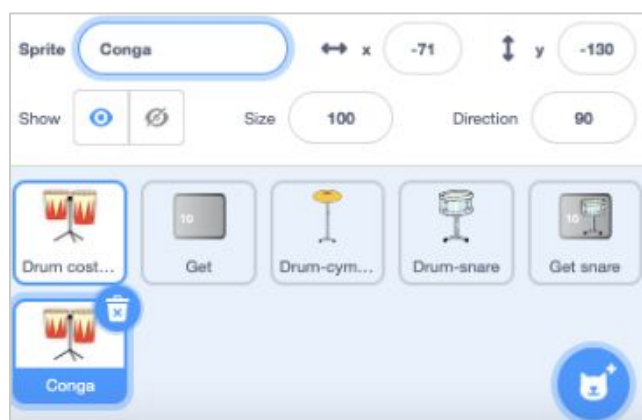 Sprite Conga x -71 y -130
Show Size 100 Direction 90
10 10
Drum cost... Get Drum-cym... Drum-snare Get snare
Conga